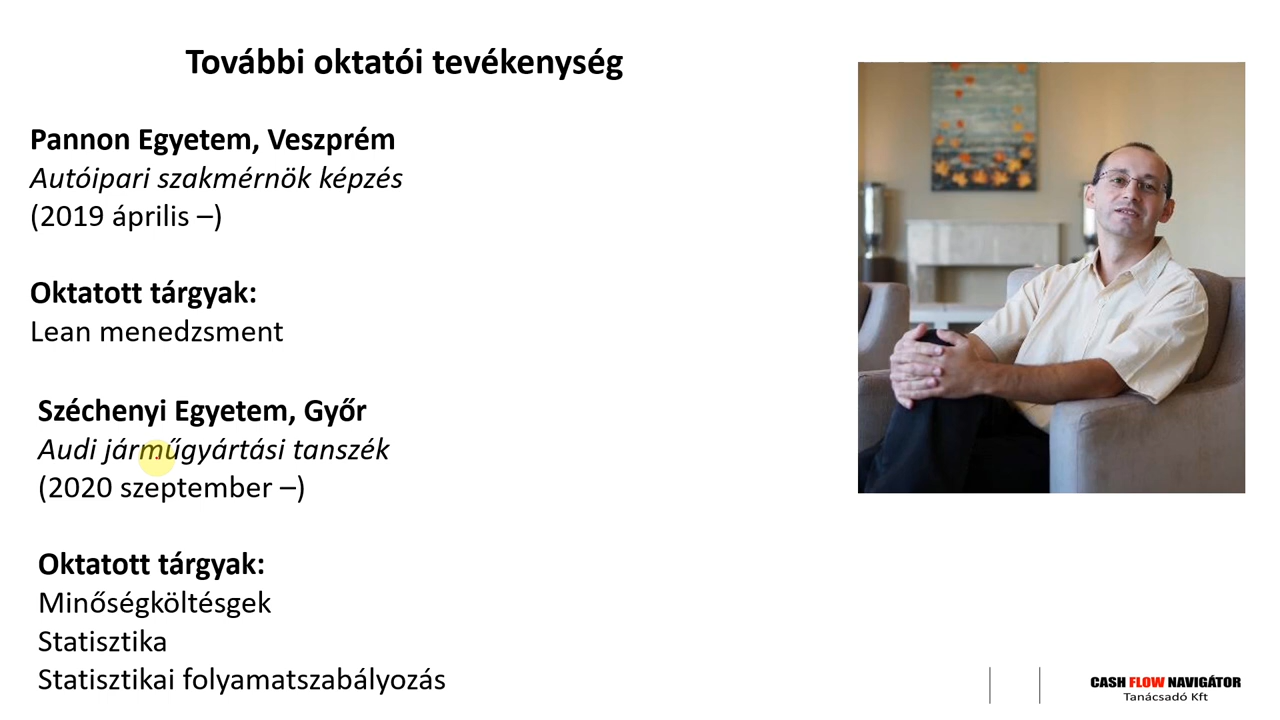 További oktatói tevékenység
Pannon Egyetem, Veszprém
Autóipari szakmérnök képzés
(2019 április –)
Oktatott tárgyak:
Lean menedzsment
Széchenyi Egyetem, Győr
Audi járműgyártási tanszék
(2020 szeptember –)
Oktatott tárgyak:
Minőségköltésgek
Statisztika
Statisztikai folyamatszabályozás
CASH FLOW NAVIGÁTOR
Tanácsadó Kft